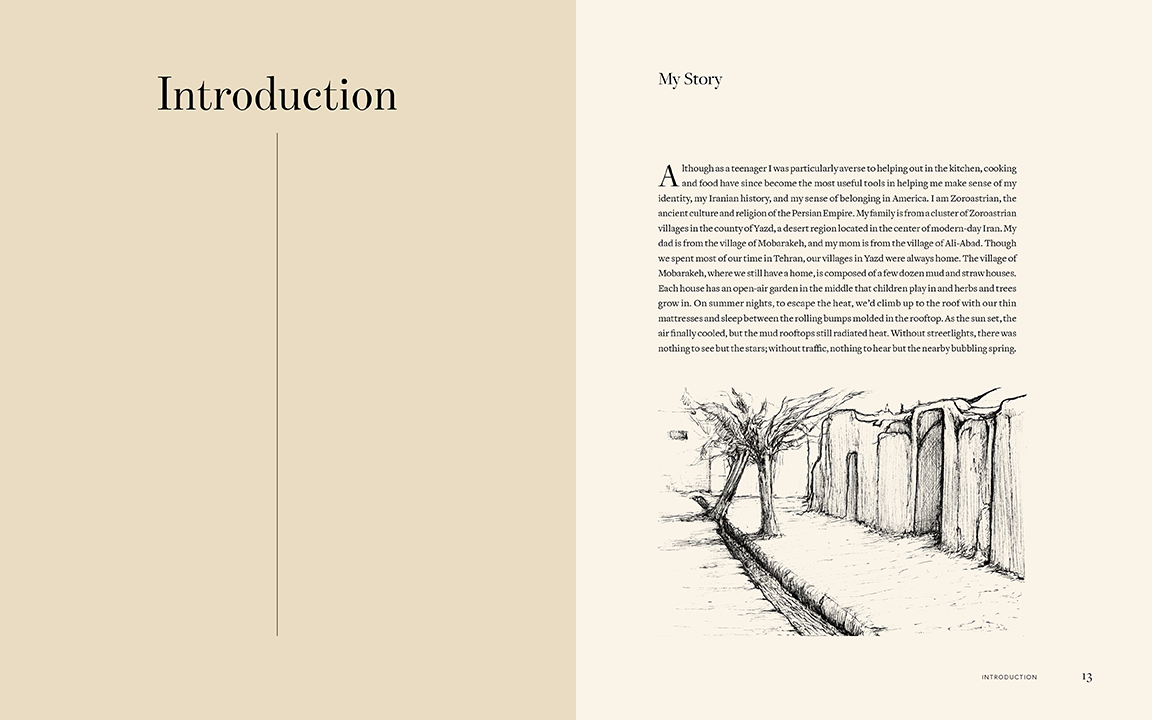 Introduction
My Story
Although as a teenager I was particularly averse to helping out in the kitchen, cooking
and food have since become the most useful tools in helping me make sense of my
identity, my Iranian history, and my sense of belonging in America. I am Zoroastrian, the
ancient culture and religion of the Persian Empire. My family is from a cluster of Zoroastrian
villages in the county of Yazd, a desert region located in the center of modern-day Iran. My
dad is from the village of Mobarakeh, and my mom is from the village of Ali-Abad. Though
we spent most of our time in Tehran, our villages in Yazd were always home. The village of
Mobarakeh, where we still have a home, is composed of a few dozen mud and straw houses.
Each house has an open-air garden in the middle that children play in and herbs and trees
grow in. On summer nights, to escape the heat, we'd climb up to the roof with our thin
mattresses and sleep between the rolling bumps molded in the rooftop. As the sun set, the
air finally cooled, but the mud rooftops still radiated heat. Without streetlights, there was
nothing to see but the stars; without traffic, nothing to hear but the nearby bubbling spring.
INTRODUCTION 13